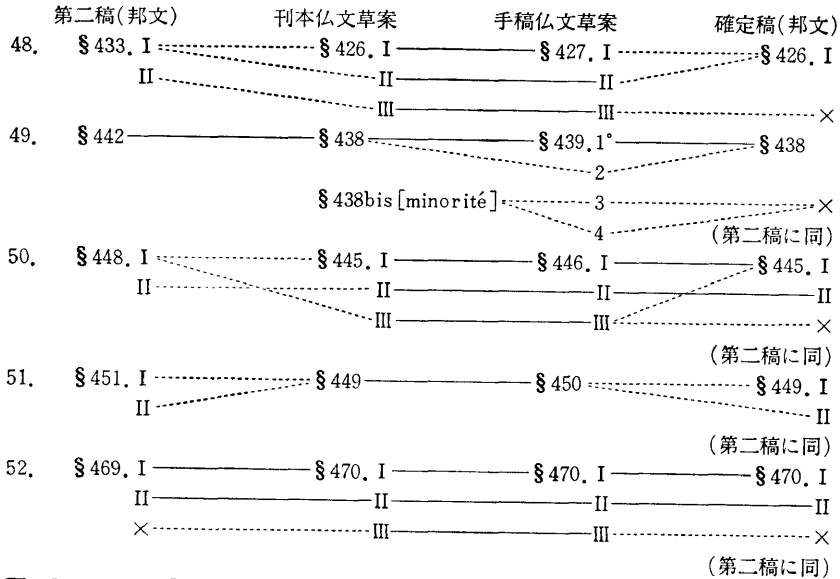 第二稿(邦文) 刊本仏文草案 手稿仏文草案 確定稿(邦文)
48. §433. I §426. I §427. I §426. I
II II II
III III ×
49. §442 §438 §439.1° §438
2
§438bis[minorité] 3 ×
4 (第二稿に同)
50. §448. I §445. I §446. I §445. I
II II II II
III III ×
(第二稿に同)
51. §451. I §449 §450 §449. I
II II
(第二稿に同)
52. §469. I §470. I §470. I §470. I
II II II II
× III III ×
(第二稿に同)